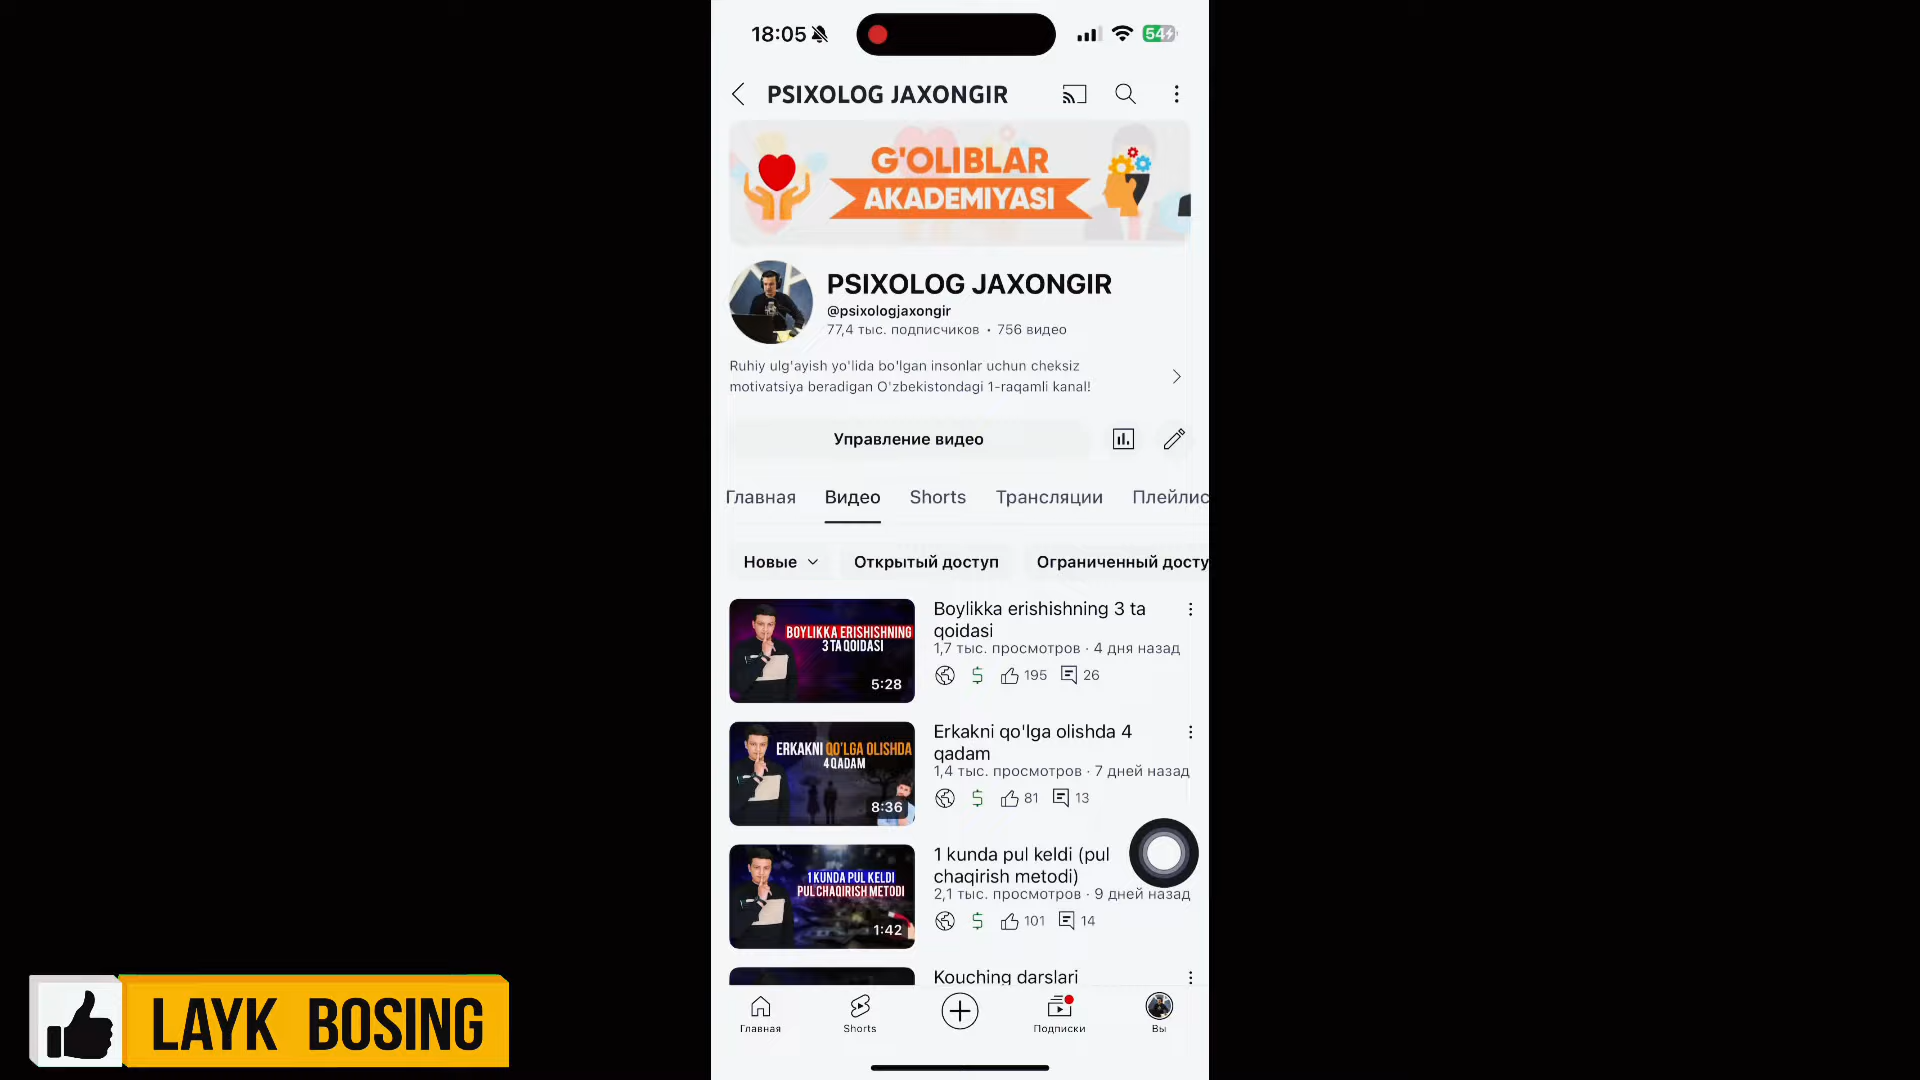 18:05
54
PSIXOLOG JAXONGIR
G'OLIBLAR
AKADEMIYASI
PSIXOLOG JAXONGIR
@psixologjaxongir
77,4 тыс. подписчиков • 756 видео
Ruhiy ulg'ayish yo'lida bo'lgan insonlar uchun cheksiz
motivatsiya beradigan O'zbekistondagi 1-raqamli kanal!
Управление видео
Главная Видео Shorts Трансляции Плейлис
Новые Открытый доступ Ограниченный досту
BOYLIKKA ERISHISHNING
3 TA QOIDASI
5:28
Boylikka erishishning 3 ta
qoidasi
1,7 тыс. просмотров · 4 дня назад
195 26
ERKAKNI QO'LGA OLISHDA
4 QADAM
8:36
Erkakni qo'lga olishda 4
qadam
1,4 тыс. просмотров · 7 дней назад
81 13
1 KUNDA PUL KELDI
PUL CHAQIRISH METODI
1:42
1 kunda pul keldi (pul
chaqirish metodi)
2,1 тыс. просмотров · 9 дней назад
101 14
Kouching darslari
Главная Shorts Подписки Вы
LAYK BOSING